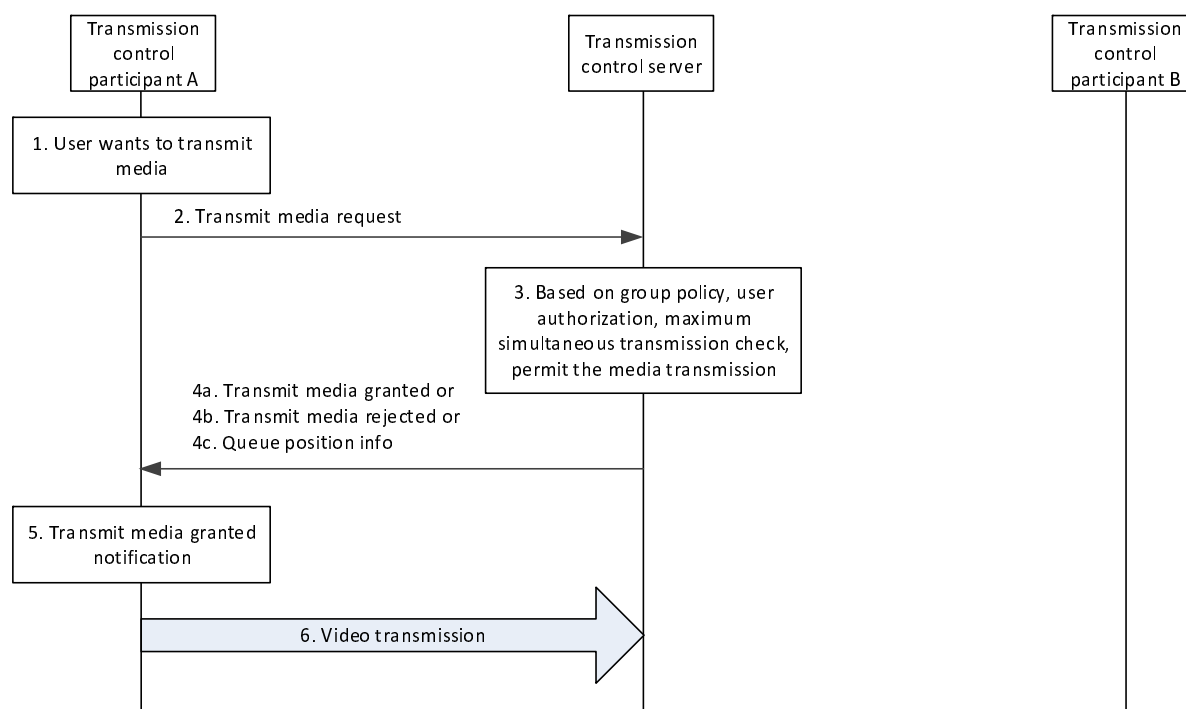 Transmission
control
participant A
Transmission
control server
Transmission
control
participant B
1. User wants to transmit
media
2. Transmit media request
3. Based on group policy, user
authorization, maximum
simultaneous transmission check,
permit the media transmission
4a. Transmit media granted or
4b. Transmit media rejected or
4c. Queue position info
5. Transmit media granted
notification
6. Video transmission